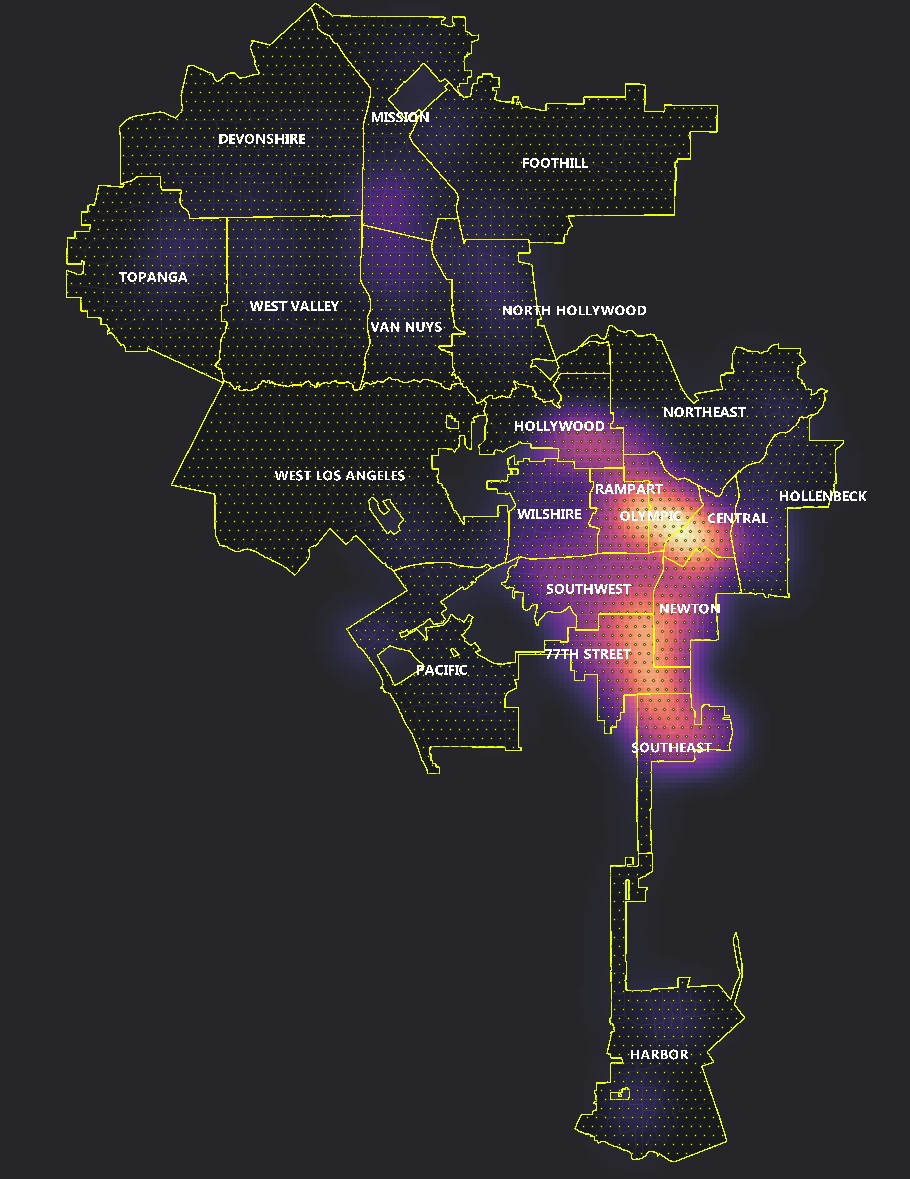 MISSION
DEVONSHIRE
FOOTHILL
TOPANGA
WEST VALLEY
NORTH HOLLYWOOD
VAN NUYS
NORTHEAST
HOLLYWOOD
WEST LOS ANGELES
RAMPART
HOLLENBECK
WILSHIRE
OLYMPIC
CENTRAL
SOUTHWEST
NEWTON
77TH STREET
PACIFIC
SOUTHEAST
HARBOR